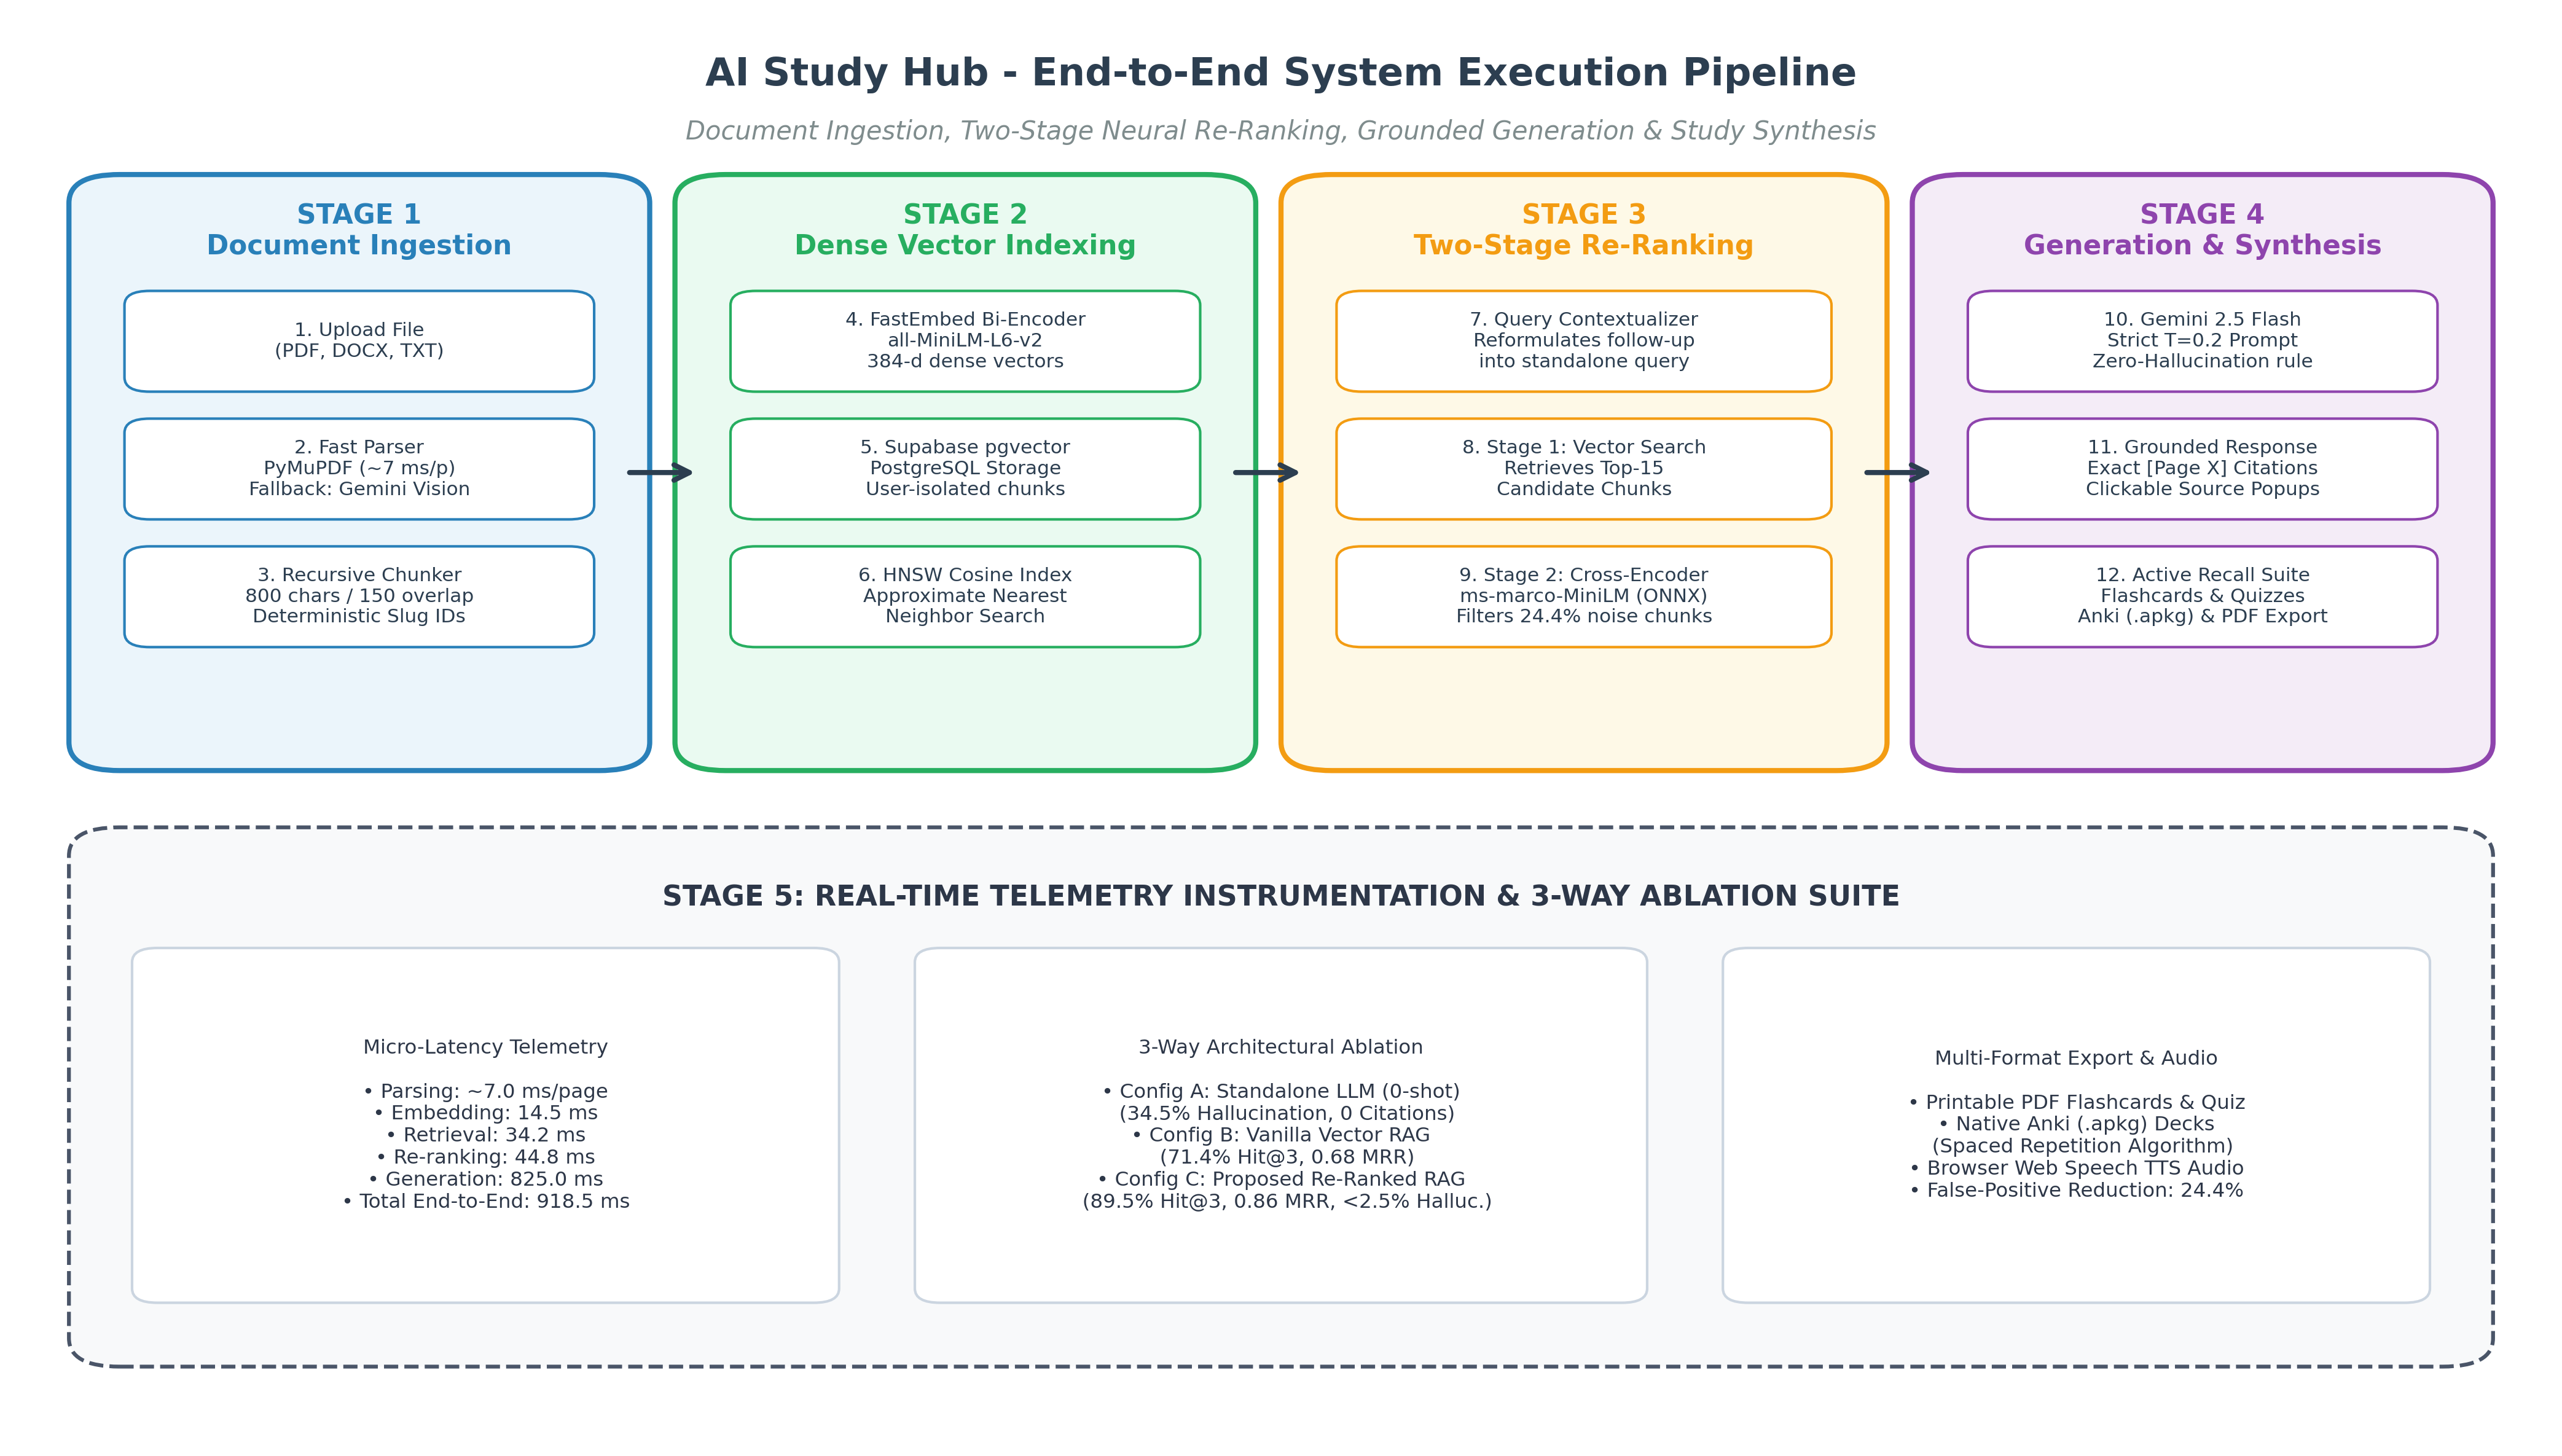 AI Study Hub - End-to-End System Execution Pipeline
Document Ingestion, Two-Stage Neural Re-Ranking, Grounded Generation & Study Synthesis
STAGE 1
Document Ingestion
1. Upload File
(PDF, DOCX, TXT)
2. Fast Parser
PyMuPDF (~7 ms/p)
Fallback: Gemini Vision
3. Recursive Chunker
800 chars / 150 overlap
Deterministic Slug IDs
STAGE 2
Dense Vector Indexing
4. FastEmbed Bi-Encoder
all-MiniLM-L6-v2
384-d dense vectors
5. Supabase pgvector
PostgreSQL Storage
User-isolated chunks
6. HNSW Cosine Index
Approximate Nearest
Neighbor Search
STAGE 3
Two-Stage Re-Ranking
7. Query Contextualizer
Reformulates follow-up
into standalone query
8. Stage 1: Vector Search
Retrieves Top-15
Candidate Chunks
9. Stage 2: Cross-Encoder
ms-marco-MiniLM (ONNX)
Filters 24.4% noise chunks
STAGE 4
Generation & Synthesis
10. Gemini 2.5 Flash
Strict T=0.2 Prompt
Zero-Hallucination rule
11. Grounded Response
Exact [Page X] Citations
Clickable Source Popups
12. Active Recall Suite
Flashcards & Quizzes
Anki (.apkg) & PDF Export
STAGE 5: REAL-TIME TELEMETRY INSTRUMENTATION & 3-WAY ABLATION SUITE
Micro-Latency Telemetry
• Parsing: ~7.0 ms/page
• Embedding: 14.5 ms
• Retrieval: 34.2 ms
• Re-ranking: 44.8 ms
• Generation: 825.0 ms
• Total End-to-End: 918.5 ms
3-Way Architectural Ablation
• Config A: Standalone LLM (0-shot)
(34.5% Hallucination, 0 Citations)
• Config B: Vanilla Vector RAG
(71.4% Hit@3, 0.68 MRR)
• Config C: Proposed Re-Ranked RAG
(89.5% Hit@3, 0.86 MRR, <2.5% Halluc.)
Multi-Format Export & Audio
• Printable PDF Flashcards & Quiz
• Native Anki (.apkg) Decks
(Spaced Repetition Algorithm)
• Browser Web Speech TTS Audio
• False-Positive Reduction: 24.4%